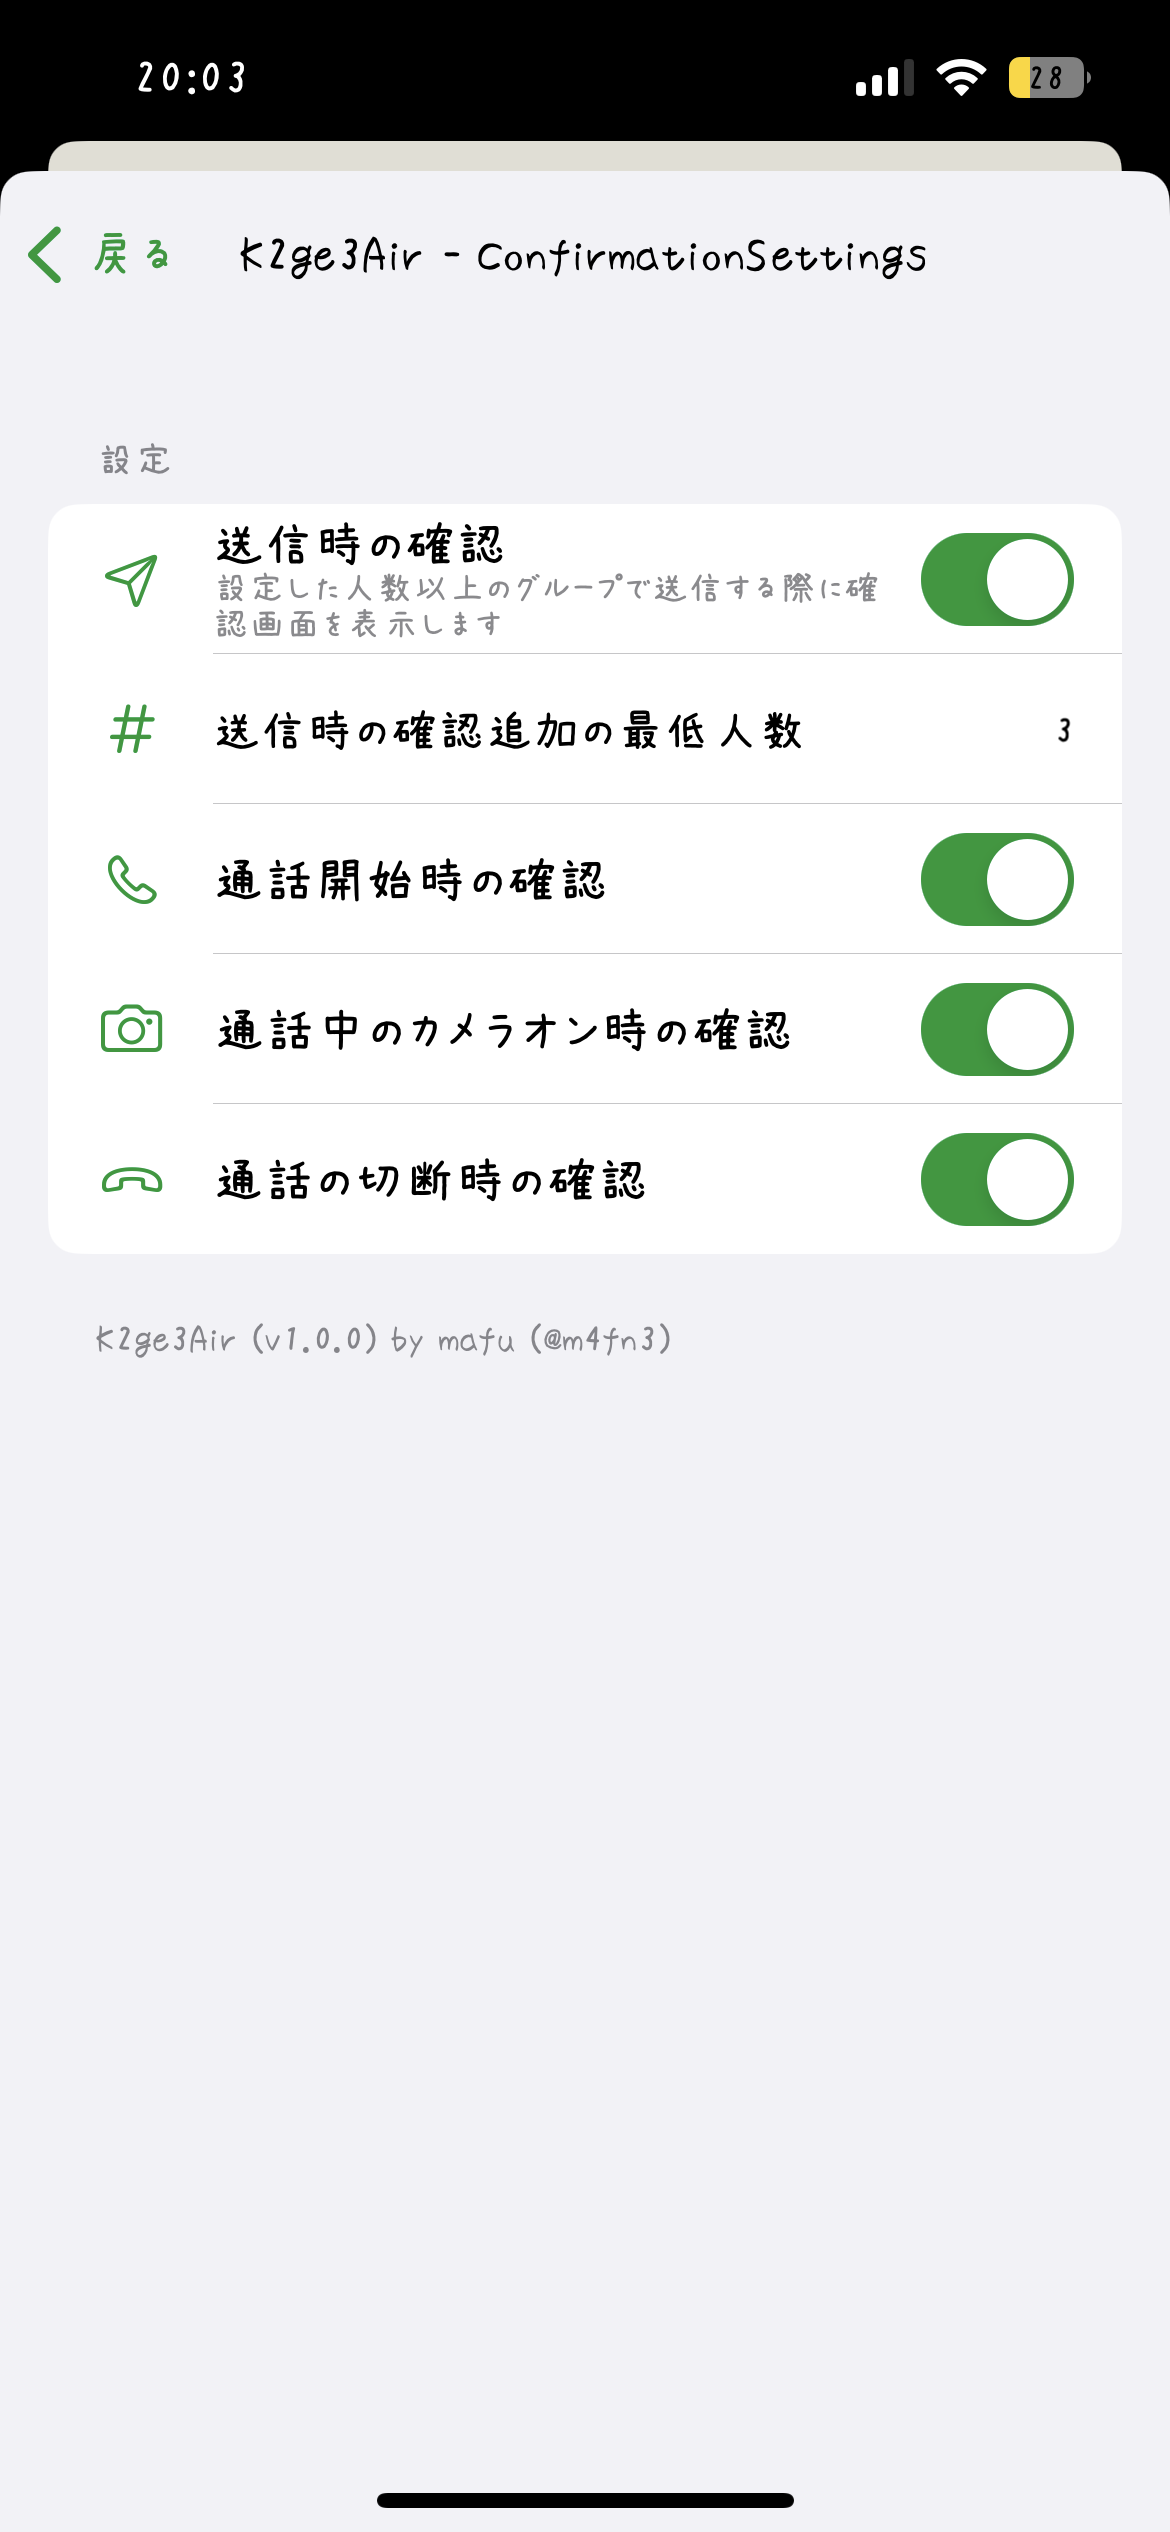 20:03
28
戻る
K2ge3Air - ConfirmationSettings
設定
送信時の確認
設定した人数以上のグループで送信する際に確
認画面を表示します
送信時の確認追加の最低人数
3
通話開始時の確認
通話中のカメラオン時の確認
通話の切断時の確認
K2ge3Air (v1.0.0) by mafu (@m4fn3)